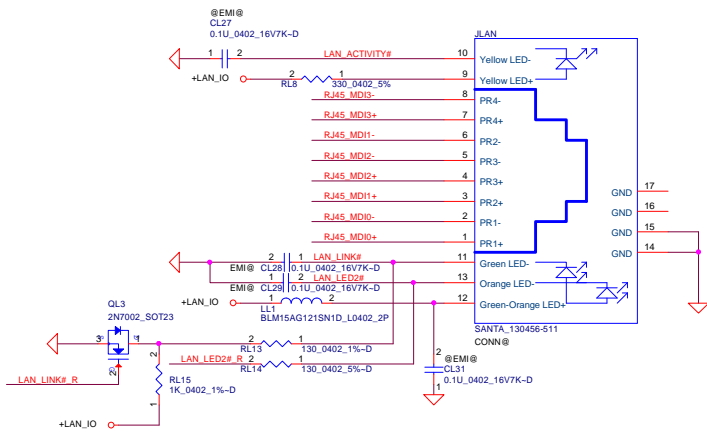 @EMI@
CL27
0.1U_0402_16V7K~D
JLAN
1 2 LAN_ACTIVITY# 10 Yellow LED-
+LAN_IO 2 1 9 Yellow LED+
RL8 330_0402_5%
RJ45_MDI3- 8 PR4-
RJ45_MDI3+ 7 PR4+
RJ45_MDI1- 6 PR2-
RJ45_MDI2- 5 PR3-
RJ45_MDI2+ 4 PR3+
RJ45_MDI1+ 3 PR2+
RJ45_MDI0- 2 PR1-
RJ45_MDI0+ 1 PR1+
GND 17
GND 16
GND 15
GND 14
2 1 LAN_LINK# 11 Green LED-
EMI@ CL28 0.1U_0402_16V7K~D
2 1 LAN_LED2# 13 Orange LED-
EMI@ CL29 0.1U_0402_16V7K~D
+LAN_IO 1 2 12 Green-Orange LED+
LL1
BLM15AG121SN1D_L0402_2P
SANTA_130456-511
CONN@
QL3
2N7002_SOT23
3
2
LAN_LINK#_R
2 1
RL13 130_0402_1%~D
LAN_LED2#_R 2 1
RL14 130_0402_5%~D
2
RL15
1K_0402_1%~D
1
+LAN_IO
2
@EMI@
CL31
0.1U_0402_16V7K~D
1